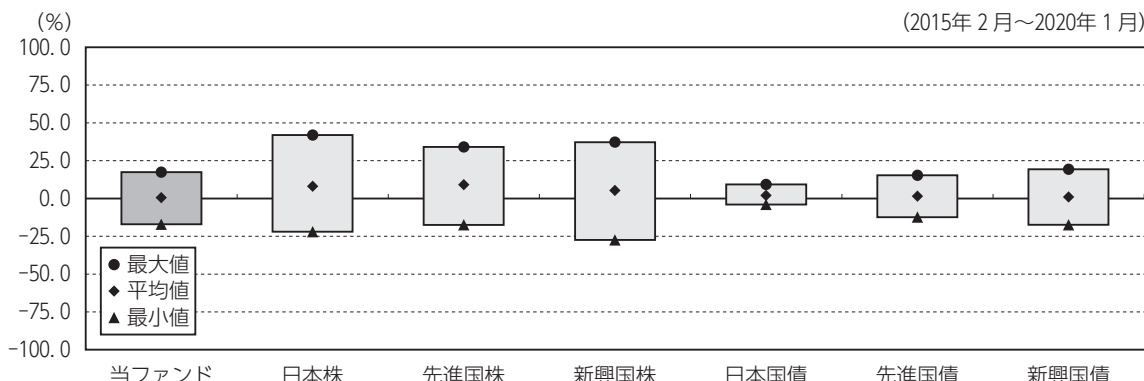 (%)
(2015年2月～2020年1月)
100.0
75.0
50.0
25.0
0.0
-25.0
-50.0
-75.0
-100.0
● 最大値
◆ 平均値
▲ 最小値
当ファンド 日本株 先進国株 新興国株 日本国債 先進国債 新興国債